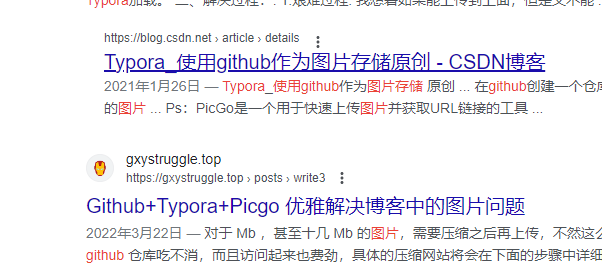 Typora加载。 二、解决过程：. 1.艰难过程. 我想着如果能上传到上面，但是又不能
https://blog.csdn.net › article › details
Typora_使用github作为图片存储原创 - CSDN博客
2021年1月26日 — Typora_使用github作为图片存储 原创 ... 在github创建一个仓库
的图片 ... Ps：PicGo是一个用于快速上传图片并获取URL链接的工具 ...
gxystruggle.top
https://gxystruggle.top › posts › write3
Github+Typora+Picgo 优雅解决博客中的图片问题
2022年3月22日 — 对于 Mb ，甚至十几 Mb 的图片，需要压缩之后再上传，不然这么
github 仓库吃不消，而且访问起来也费劲，具体的压缩网站将会在下面的步骤中详细